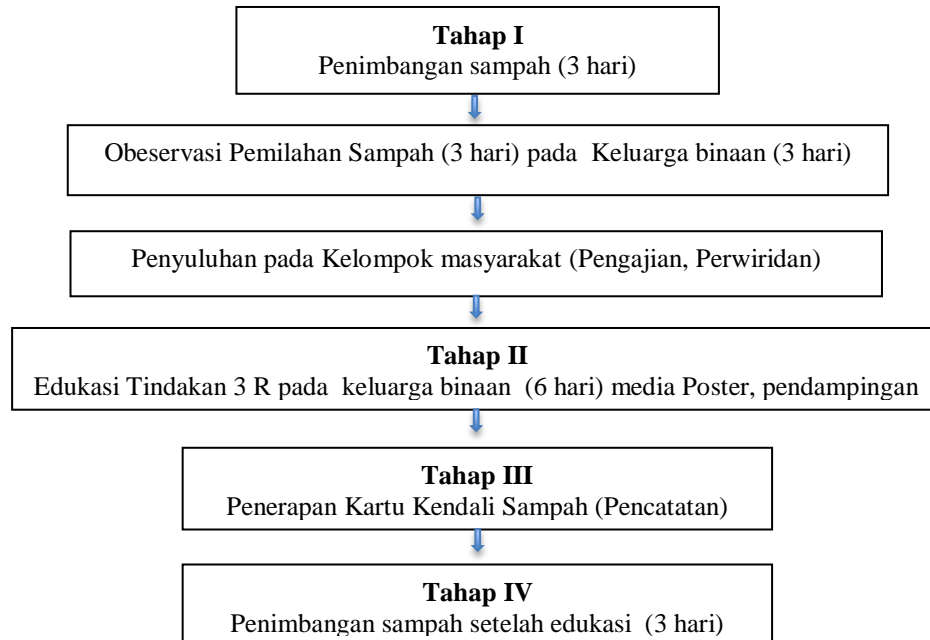 Tahap I
Penimbangan sampah (3 hari)
Obeservasi Pemilahan Sampah (3 hari) pada Keluarga binaan (3 hari)
Penyuluhan pada Kelompok masyarakat (Pengajian, Perwiridan)
Tahap II
Edukasi Tindakan 3 R pada keluarga binaan (6 hari) media Poster, pendampingan
Tahap III
Penerapan Kartu Kendali Sampah (Pencatatan)
Tahap IV
Penimbangan sampah setelah edukasi (3 hari)